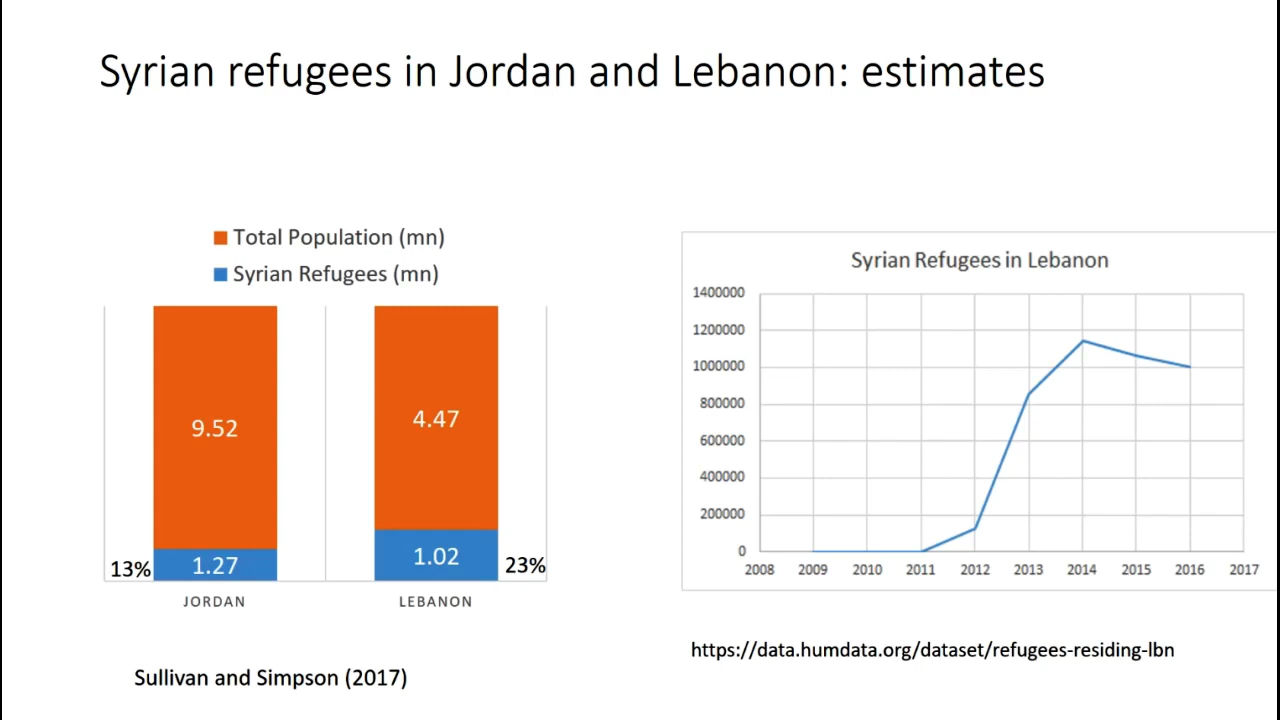 Syrian refugees in Jordan and Lebanon: estimates
Total Population (mn)
Syrian Refugees (mn)
9.52
4.47
1.27
1.02
13%
23%
JORDAN
LEBANON
Sullivan and Simpson (2017)
Syrian Refugees in Lebanon
1400000
1200000
1000000
800000
600000
400000
200000
0
2008 2009 2010 2011 2012 2013 2014 2015 2016 2017
https://data.humdata.org/dataset/refugees-residing-lbn